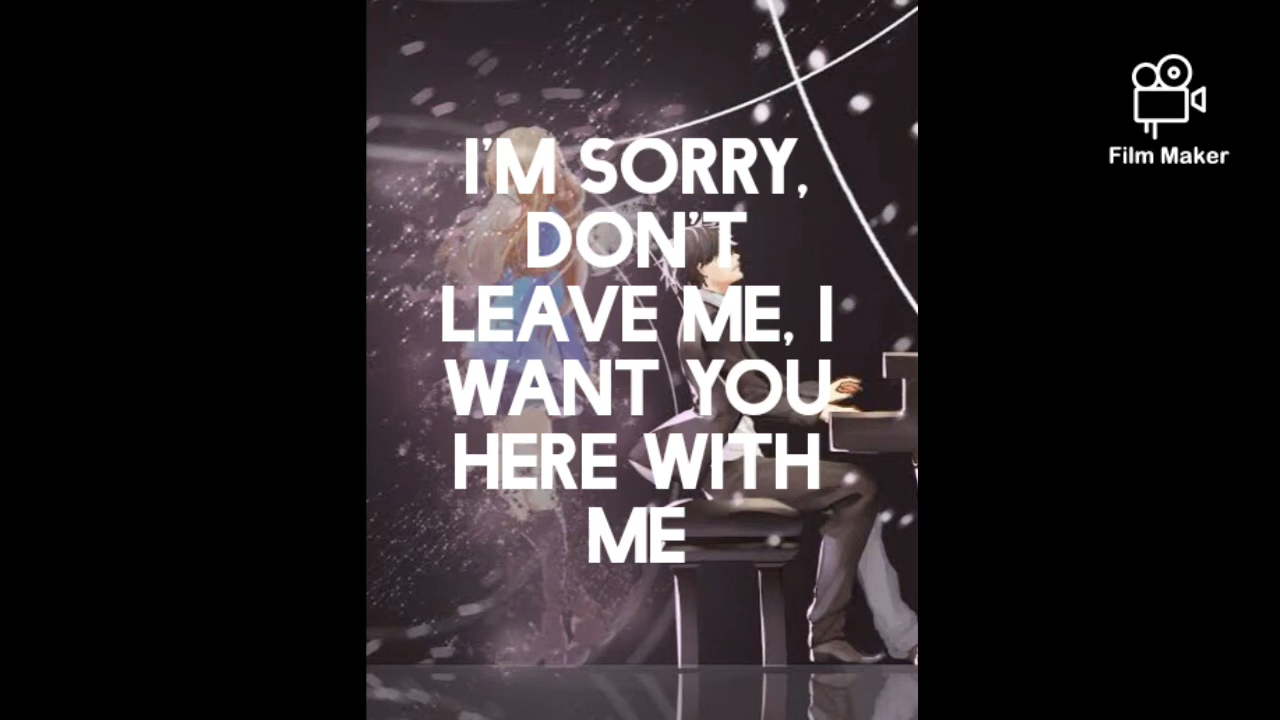 I'M SORRY,
DON'T
LEAVE ME, I
WANT YOU
HERE WITH
ME
Film Maker